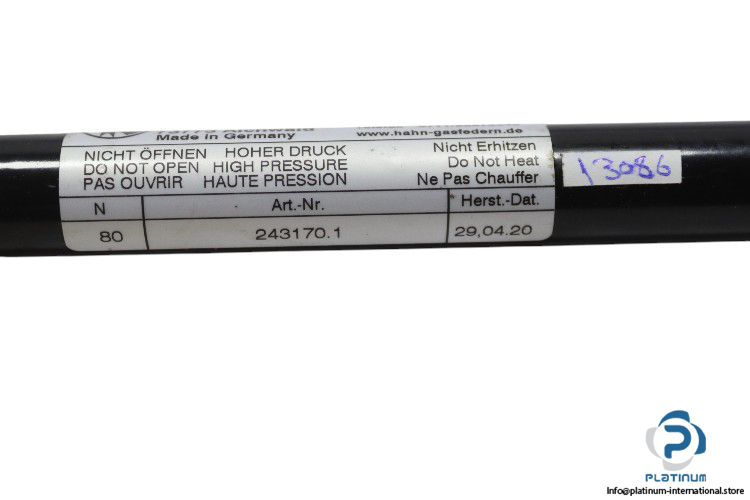 73773 Aichwald
Made in Germany
www.hahn-gasfedern.de
NICHT ÖFFNEN HOHER DRUCK
DO NOT OPEN HIGH PRESSURE
PAS OUVRIR HAUTE PRESSION
Nicht Erhitzen
Do Not Heat
Ne Pas Chauffer
N Art.-Nr. Herst.-Dat.
80 243170.1 29,04.20
13086
PLATINUM
Info@platinum-international.store